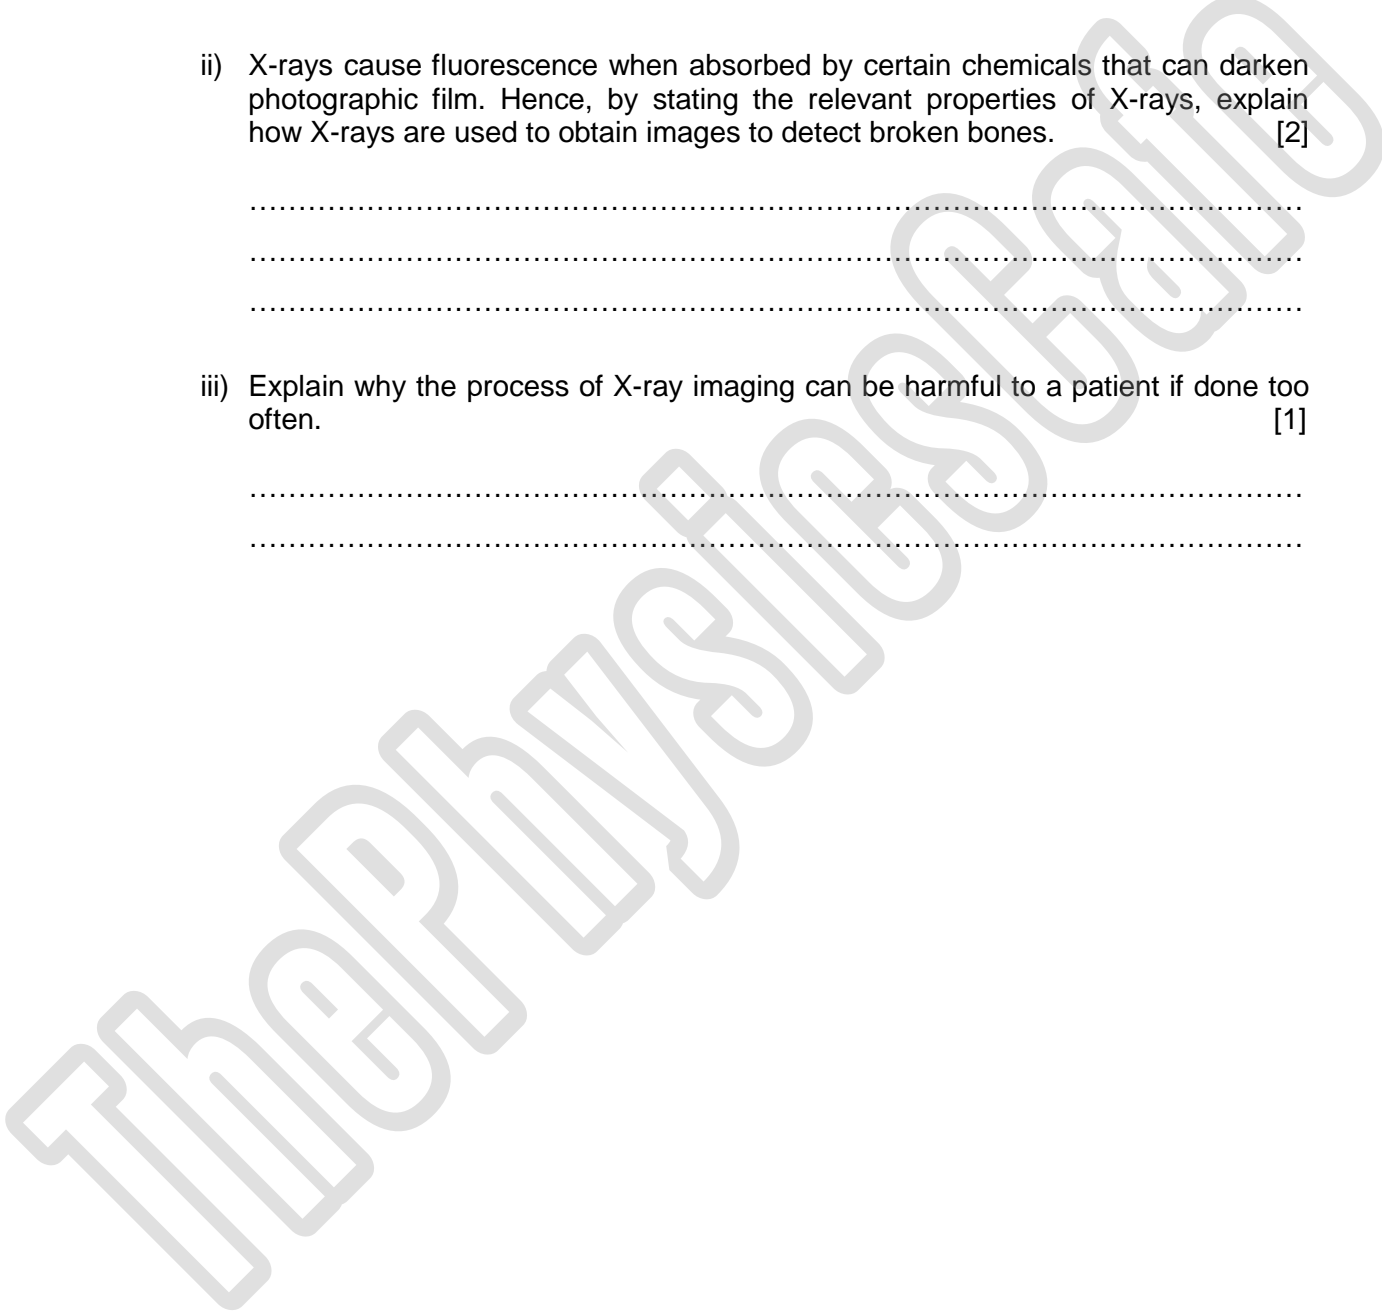 ii) X-rays cause fluorescence when absorbed by certain chemicals that can darken
photographic film. Hence, by stating the relevant properties of X-rays, explain
how X-rays are used to obtain images to detect broken bones. [2]
………………………………………………………………………………………………
………………………………………………………………………………………………
………………………………………………………………………………………………
iii) Explain why the process of X-ray imaging can be harmful to a patient if done too
often. [1]
………………………………………………………………………………………………
………………………………………………………………………………………………
ThePhysicsCafe